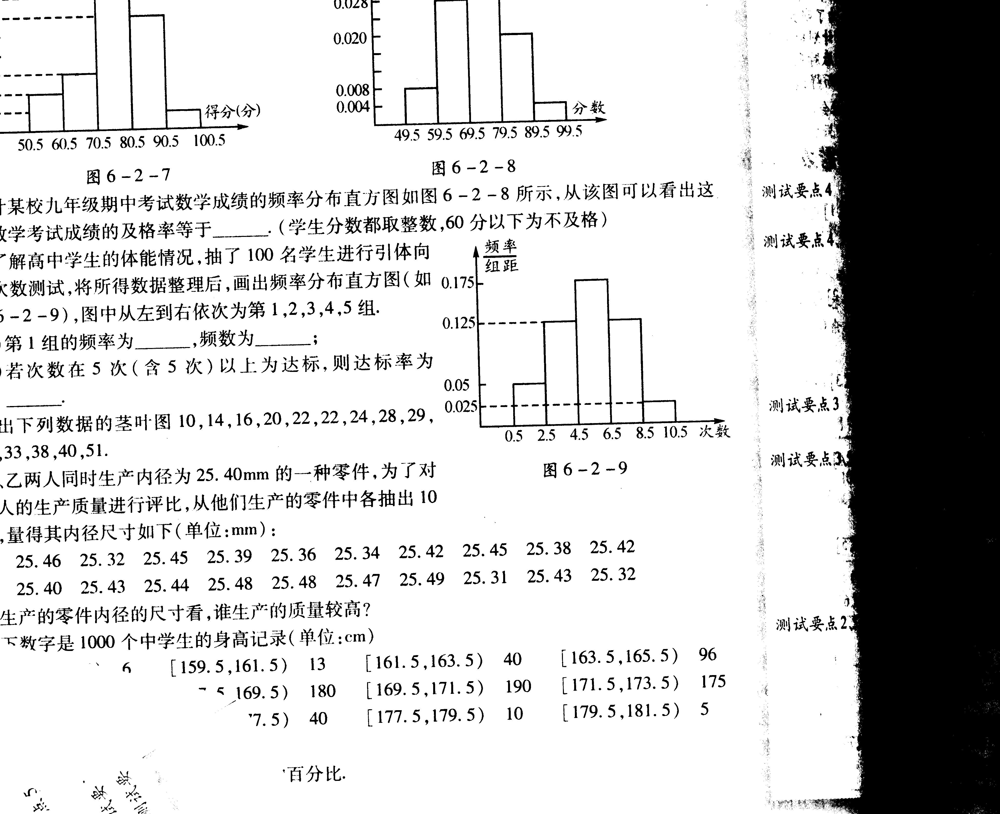 0.028
0.020
0.008
0.004
得分(分)
50.5 60.5 70.5 80.5 90.5 100.5
图 6-2-7
分数
49.5 59.5 69.5 79.5 89.5 99.5
图 6-2-8
某校九年级期中考试数学成绩的频率分布直方图如图 6-2-8 所示,从该图可以看出这
学考试成绩的及格率等于______.(学生分数都取整数,60 分以下为不及格)
解高中学生的体能情况,抽了 100 名学生进行引体向
数测试,将所得数据整理后,画出频率分布直方图(如
-2-9),图中从左到右依次为第 1,2,3,4,5 组.
第 1 组的频率为______,频数为______;
)若次数在 5 次(含 5 次)以上为达标,则达标率为
______.
频率
组距
0.175
0.125
0.05
0.025
0.5 2.5 4.5 6.5 8.5 10.5 次数
图 6-2-9
出下列数据的茎叶图 10,14,16,20,22,22,24,28,29,
,33,38,40,51.
、乙两人同时生产内径为 25.40mm 的一种零件,为了对
人的生产质量进行评比,从他们生产的零件中各抽出 10
,量得其内径尺寸如下(单位:mm):
25.46 25.32 25.45 25.39 25.36 25.34 25.42 25.45 25.38 25.42
25.40 25.43 25.44 25.48 25.48 25.47 25.49 25.31 25.43 25.32
生产的零件内径的尺寸看,谁生产的质量较高?
下数字是 1000 个中学生的身高记录(单位:cm)
6 [159.5,161.5) 13 [161.5,163.5) 40 [163.5,165.5) 96
5 169.5) 180 [169.5,171.5) 190 [171.5,173.5) 175
7.5) 40 [177.5,179.5) 10 [179.5,181.5) 5
百分比.
测试要点4
测试要点4
测试要点3
测试要点3
测试要点2